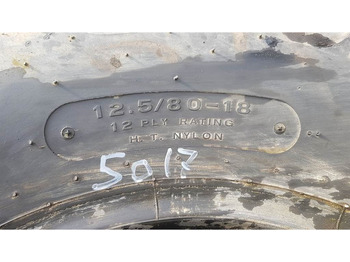 12.5/80-18
12 PLY RATING
H.T. NYLON
5017